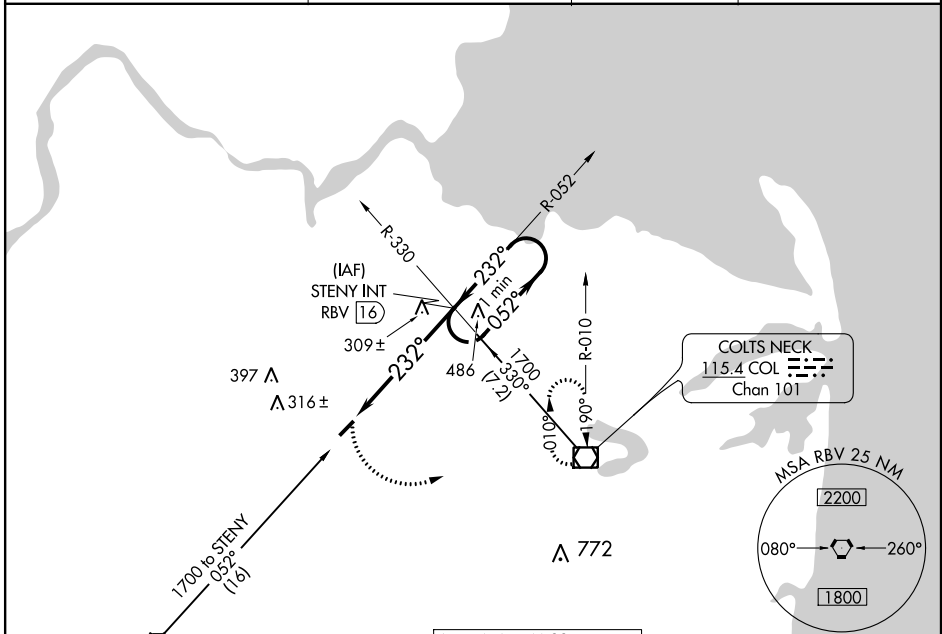 R-052
R-330
232°
1 min
052°
(IAF)
STENY INT
RBV 16
309±
486
232°
1700
330°
(7.2)
R-010
COLTS NECK
115.4 COL
Chan 101
397
316±
010°
190°
MSA RBV 25 NM
2200
080°
260°
1800
772
1700 to STENY
052°
(16)